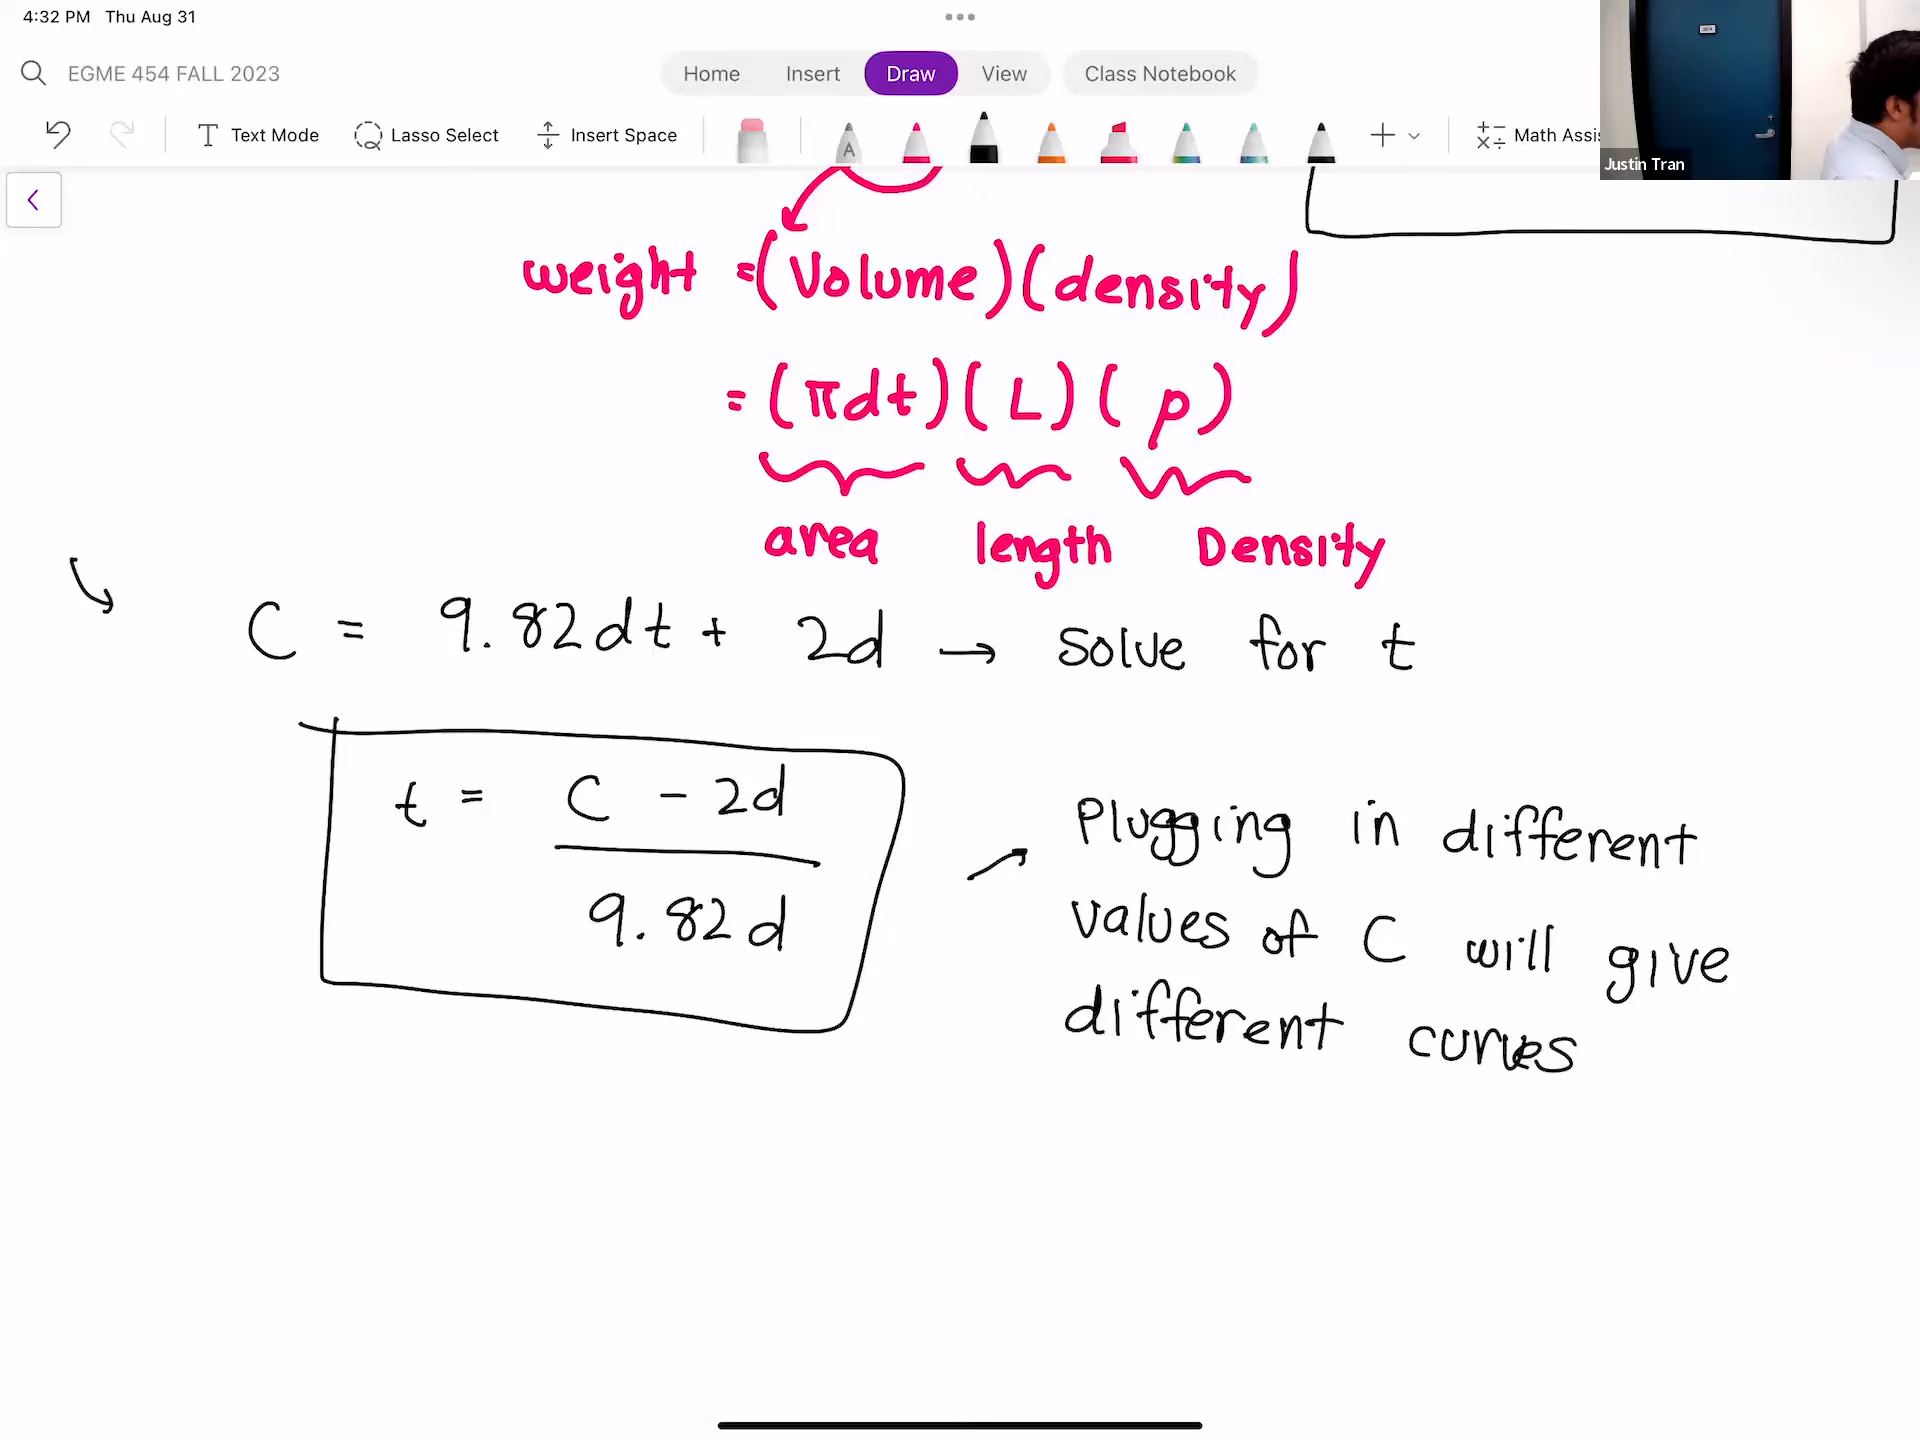 4:32 PM Thu Aug 31
EGME 454 FALL 2023
Home Insert Draw View Class Notebook
Text Mode Lasso Select Insert Space A Math Assis
Justin Tran
weight = (Volume)(density)
= (πdt)(L)(ρ)
area length Density
C = 9.82dt + 2d → Solve for t
t = C - 2d
9.82d
Plugging in different
values of C will give
different curves